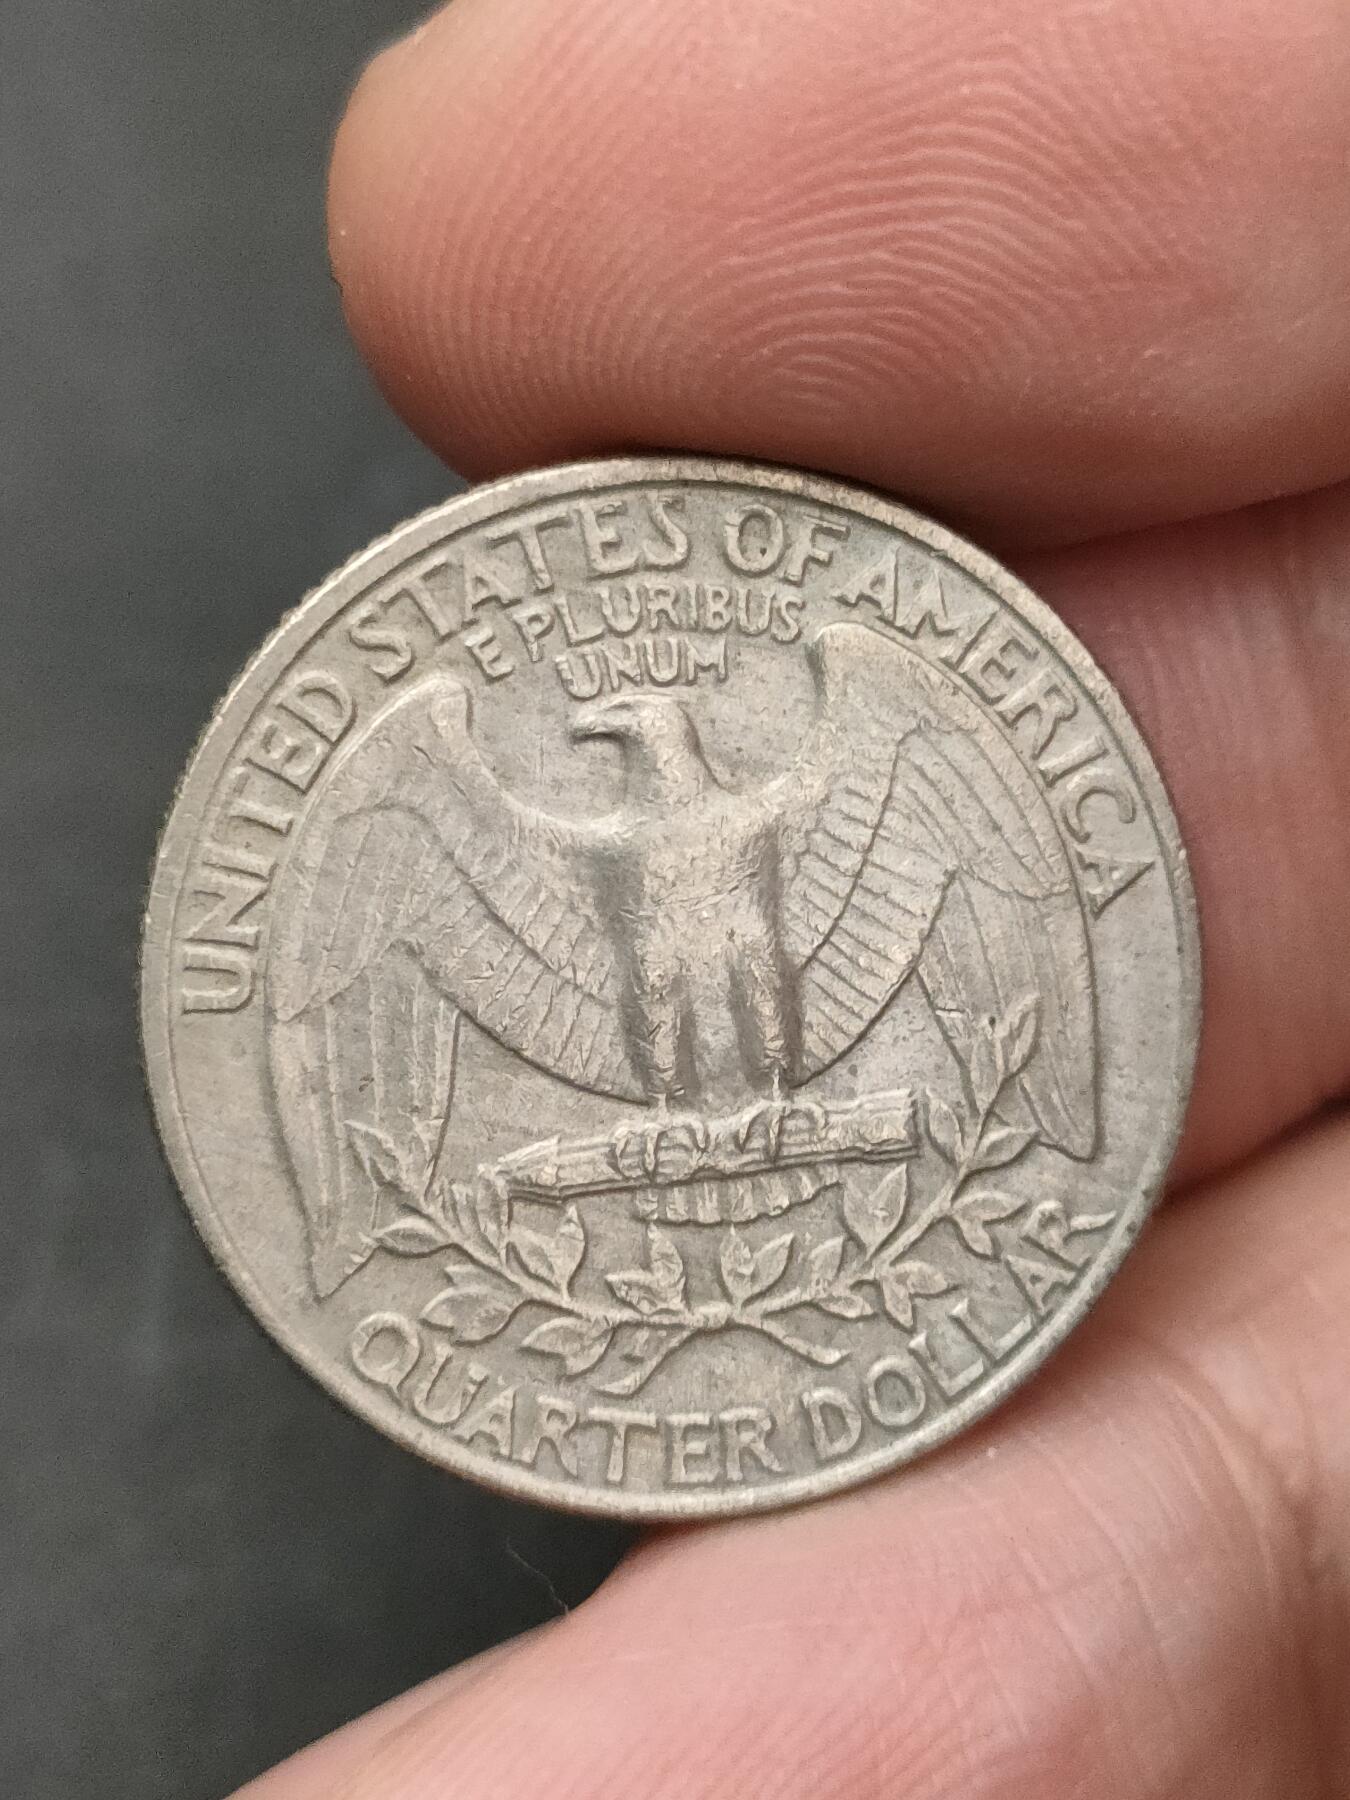 UNITED STATES OF AMERICA
E PLURIBUS
UNUM
QUARTER DOLLAR